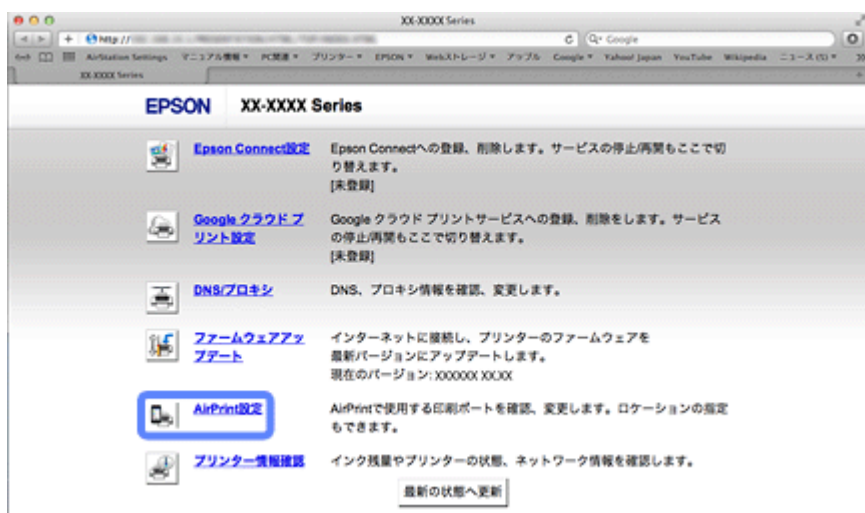 XX-XXXX Series
http://
Google
AirStation Settings マニュアル情報 PC関連 プリンター EPSON Webストレージ アップル Google Yahoo! Japan YouTube Wikipedia ニュース (5)
XX-XXXX Series
EPSON XX-XXXX Series
Epson Connect設定 Epson Connectへの登録、削除します。サービスの停止/再開もここで切
り替えます。
[未登録]
Google クラウド プ Google クラウド プリントサービスへの登録、削除をします。サービス
リント設定 の停止/再開もここで切り替えます。
[未登録]
DNS/プロキシ DNS、プロキシ情報を確認、変更します。
ファームウェアアッ インターネットに接続し、プリンターのファームウェアを
プデート 最新バージョンにアップデートします。
現在のバージョン: XXXXXX XX.XX
AirPrint設定 AirPrintで使用する印刷ポートを確認、変更します。ロケーションの指定
もできます。
プリンター情報確認 インク残量やプリンターの状態、ネットワーク情報を確認します。
最新の状態へ更新